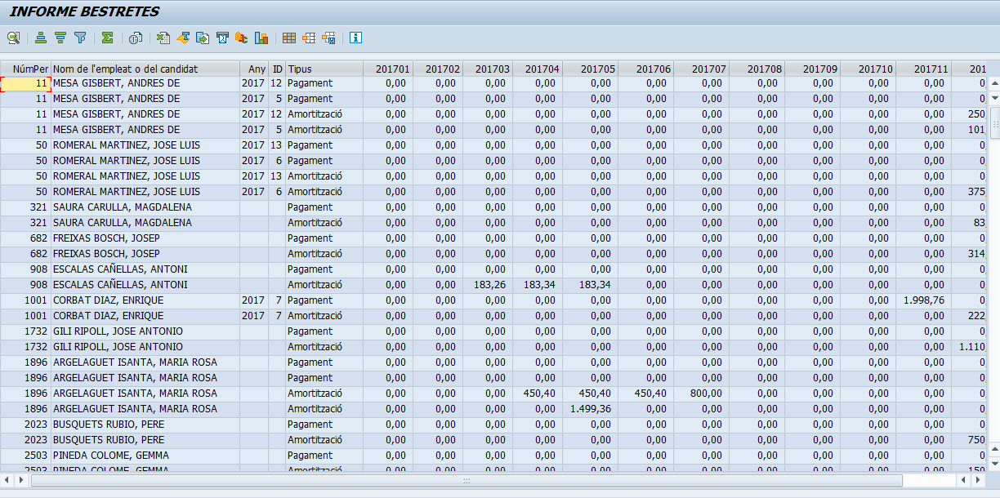 INFORME BESTRETES
NúmPer Nom de l'empleat o del candidat Any ID Tipus 201701 201702 201703 201704 201705 201706 201707 201708 201709 201710 201711 201
11 MESA GISBERT, ANDRES DE 2017 12 Pagament 0,00 0,00 0,00 0,00 0,00 0,00 0,00 0,00 0,00 0,00 0,00 0,
11 MESA GISBERT, ANDRES DE 2017 5 Pagament 0,00 0,00 0,00 0,00 0,00 0,00 0,00 0,00 0,00 0,00 0,00 0,
11 MESA GISBERT, ANDRES DE 2017 12 Amortització 0,00 0,00 0,00 0,00 0,00 0,00 0,00 0,00 0,00 0,00 0,00 250,
11 MESA GISBERT, ANDRES DE 2017 5 Amortització 0,00 0,00 0,00 0,00 0,00 0,00 0,00 0,00 0,00 0,00 0,00 101,
50 ROMERAL MARTINEZ, JOSE LUIS 2017 13 Pagament 0,00 0,00 0,00 0,00 0,00 0,00 0,00 0,00 0,00 0,00 0,00 0,
50 ROMERAL MARTINEZ, JOSE LUIS 2017 6 Pagament 0,00 0,00 0,00 0,00 0,00 0,00 0,00 0,00 0,00 0,00 0,00 0,
50 ROMERAL MARTINEZ, JOSE LUIS 2017 13 Amortització 0,00 0,00 0,00 0,00 0,00 0,00 0,00 0,00 0,00 0,00 0,00 0,
50 ROMERAL MARTINEZ, JOSE LUIS 2017 6 Amortització 0,00 0,00 0,00 0,00 0,00 0,00 0,00 0,00 0,00 0,00 0,00 375,
321 SAURA CARULLA, MAGDALENA Pagament 0,00 0,00 0,00 0,00 0,00 0,00 0,00 0,00 0,00 0,00 0,00 0,
321 SAURA CARULLA, MAGDALENA Amortització 0,00 0,00 0,00 0,00 0,00 0,00 0,00 0,00 0,00 0,00 0,00 83,
682 FREIXAS BOSCH, JOSEP Pagament 0,00 0,00 0,00 0,00 0,00 0,00 0,00 0,00 0,00 0,00 0,00 0,
682 FREIXAS BOSCH, JOSEP Amortització 0,00 0,00 0,00 0,00 0,00 0,00 0,00 0,00 0,00 0,00 0,00 314,
908 ESCALAS CAÑELLAS, ANTONI Pagament 0,00 0,00 0,00 0,00 0,00 0,00 0,00 0,00 0,00 0,00 0,00 0,
908 ESCALAS CAÑELLAS, ANTONI Amortització 0,00 0,00 183,26 183,34 183,34 0,00 0,00 0,00 0,00 0,00 0,00 0,
1001 CORBAT DIAZ, ENRIQUE 2017 7 Pagament 0,00 0,00 0,00 0,00 0,00 0,00 0,00 0,00 0,00 0,00 1.998,76 0,
1001 CORBAT DIAZ, ENRIQUE 2017 7 Amortització 0,00 0,00 0,00 0,00 0,00 0,00 0,00 0,00 0,00 0,00 0,00 222,
1732 GILI RIPOLL, JOSE ANTONIO Pagament 0,00 0,00 0,00 0,00 0,00 0,00 0,00 0,00 0,00 0,00 0,00 0,
1732 GILI RIPOLL, JOSE ANTONIO Amortització 0,00 0,00 0,00 0,00 0,00 0,00 0,00 0,00 0,00 0,00 0,00 1.110,
1896 ARGELAGUET ISANTA, MARIA ROSA Pagament 0,00 0,00 0,00 0,00 0,00 0,00 0,00 0,00 0,00 0,00 0,00 0,
1896 ARGELAGUET ISANTA, MARIA ROSA Pagament 0,00 0,00 0,00 0,00 0,00 0,00 0,00 0,00 0,00 0,00 0,00 0,
1896 ARGELAGUET ISANTA, MARIA ROSA Amortització 0,00 0,00 0,00 450,40 450,40 450,40 800,00 0,00 0,00 0,00 0,00 0,
1896 ARGELAGUET ISANTA, MARIA ROSA Amortització 0,00 0,00 0,00 0,00 1.499,36 0,00 0,00 0,00 0,00 0,00 0,00 0,
2023 BUSQUETS RUBIO, PERE Pagament 0,00 0,00 0,00 0,00 0,00 0,00 0,00 0,00 0,00 0,00 0,00 0,
2023 BUSQUETS RUBIO, PERE Amortització 0,00 0,00 0,00 0,00 0,00 0,00 0,00 0,00 0,00 0,00 0,00 750,
2503 PINEDA COLOME, GEMMA Pagament 0,00 0,00 0,00 0,00 0,00 0,00 0,00 0,00 0,00 0,00 0,00 0,
2503 PINEDA COLOME, GEMMA Amortització 0,00 0,00 0,00 0,00 0,00 0,00 0,00 0,00 0,00 0,00 0,00 150